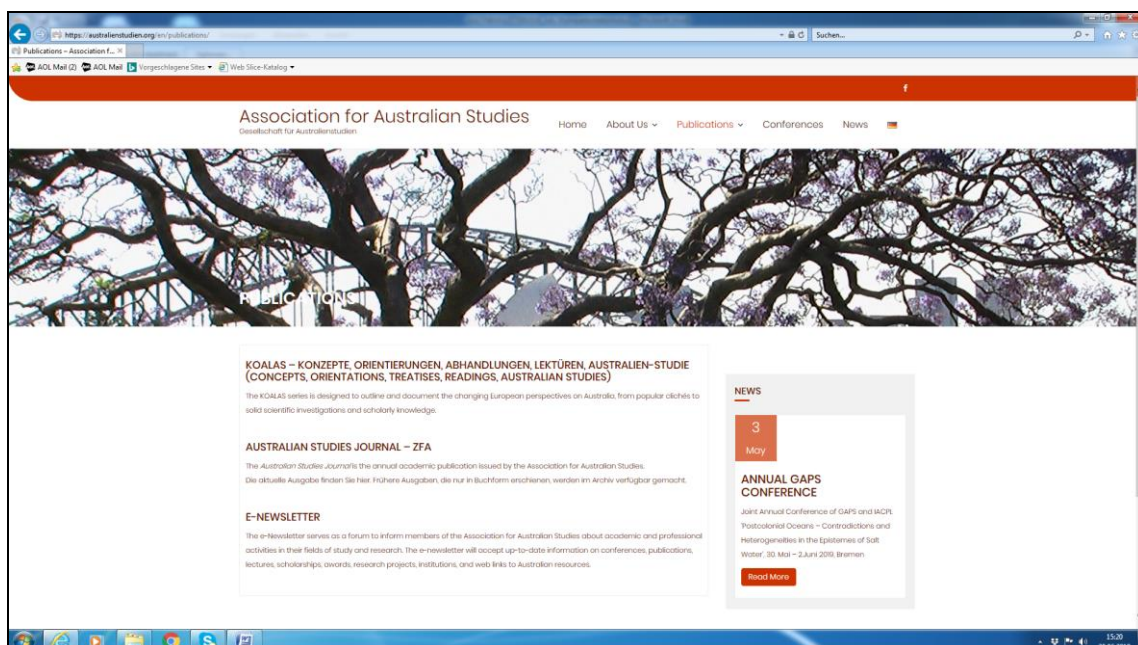 https://australienstudien.org/en/publications/
Suchen...
Publications – Association f...
AOL Mail (2) AOL Mail Vorgeschlagene Sites Web Slice-Katalog
f
Association for Australian Studies
Gesellschaft für Australienstudien
Home About Us Publications Conferences News
PUBLICATIONS
KOALAS – KONZEPTE, ORIENTIERUNGEN, ABHANDLUNGEN, LEKTÜREN, AUSTRALIEN-STUDIE
(CONCEPTS, ORIENTATIONS, TREATISES, READINGS, AUSTRALIAN STUDIES)
The KOALAS series is designed to outline and document the changing European perspectives on Australia, from popular clichés to
solid scientific investigations and scholarly knowledge.
AUSTRALIAN STUDIES JOURNAL – ZFA
The Australian Studies Journal is the annual academic publication issued by the Association for Australian Studies.
Die aktuelle Ausgabe finden Sie hier. Frühere Ausgaben, die nur in Buchform erschienen, werden im Archiv verfügbar gemacht.
E-NEWSLETTER
The e-Newsletter serves as a forum to inform members of the Association for Australian Studies about academic and professional
activities in their fields of study and research. The e-newsletter will accept up-to-date information on conferences, publications,
lectures, scholarships, awards, research projects, institutions, and web links to Australian resources.
NEWS
3
May
ANNUAL GAPS
CONFERENCE
Joint Annual Conference of GAPS and IACPL
'Postcolonial Oceans – Contradictions and
Heterogeneities in the Epistemes of Salt
Water', 30. Mai – 2.Juni 2019, Bremen.
Read More
15:20